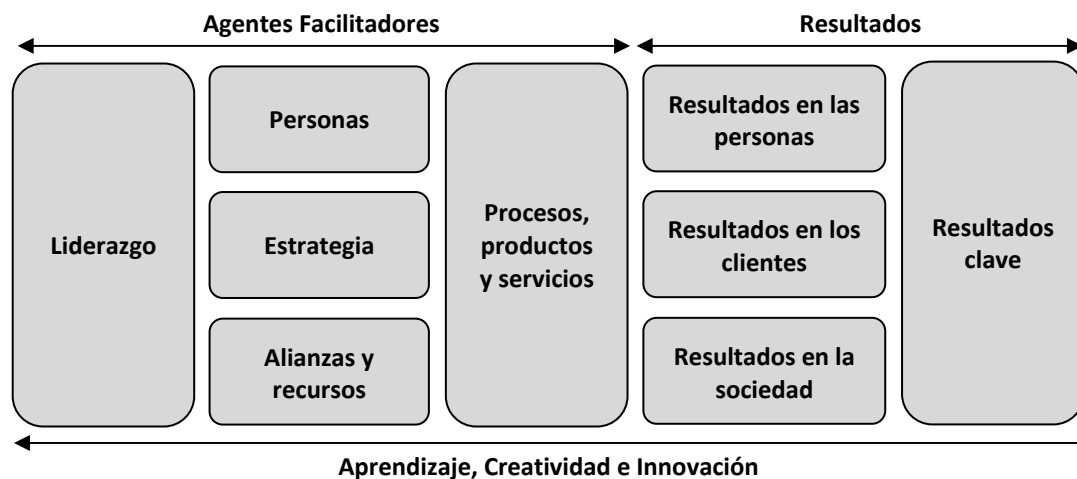 Agentes Facilitadores
Resultados
Liderazgo
Personas
Estrategia
Alianzas y
recursos
Procesos,
productos
y servicios
Resultados en las
personas
Resultados en los
clientes
Resultados en la
sociedad
Resultados
clave
Aprendizaje, Creatividad e Innovación